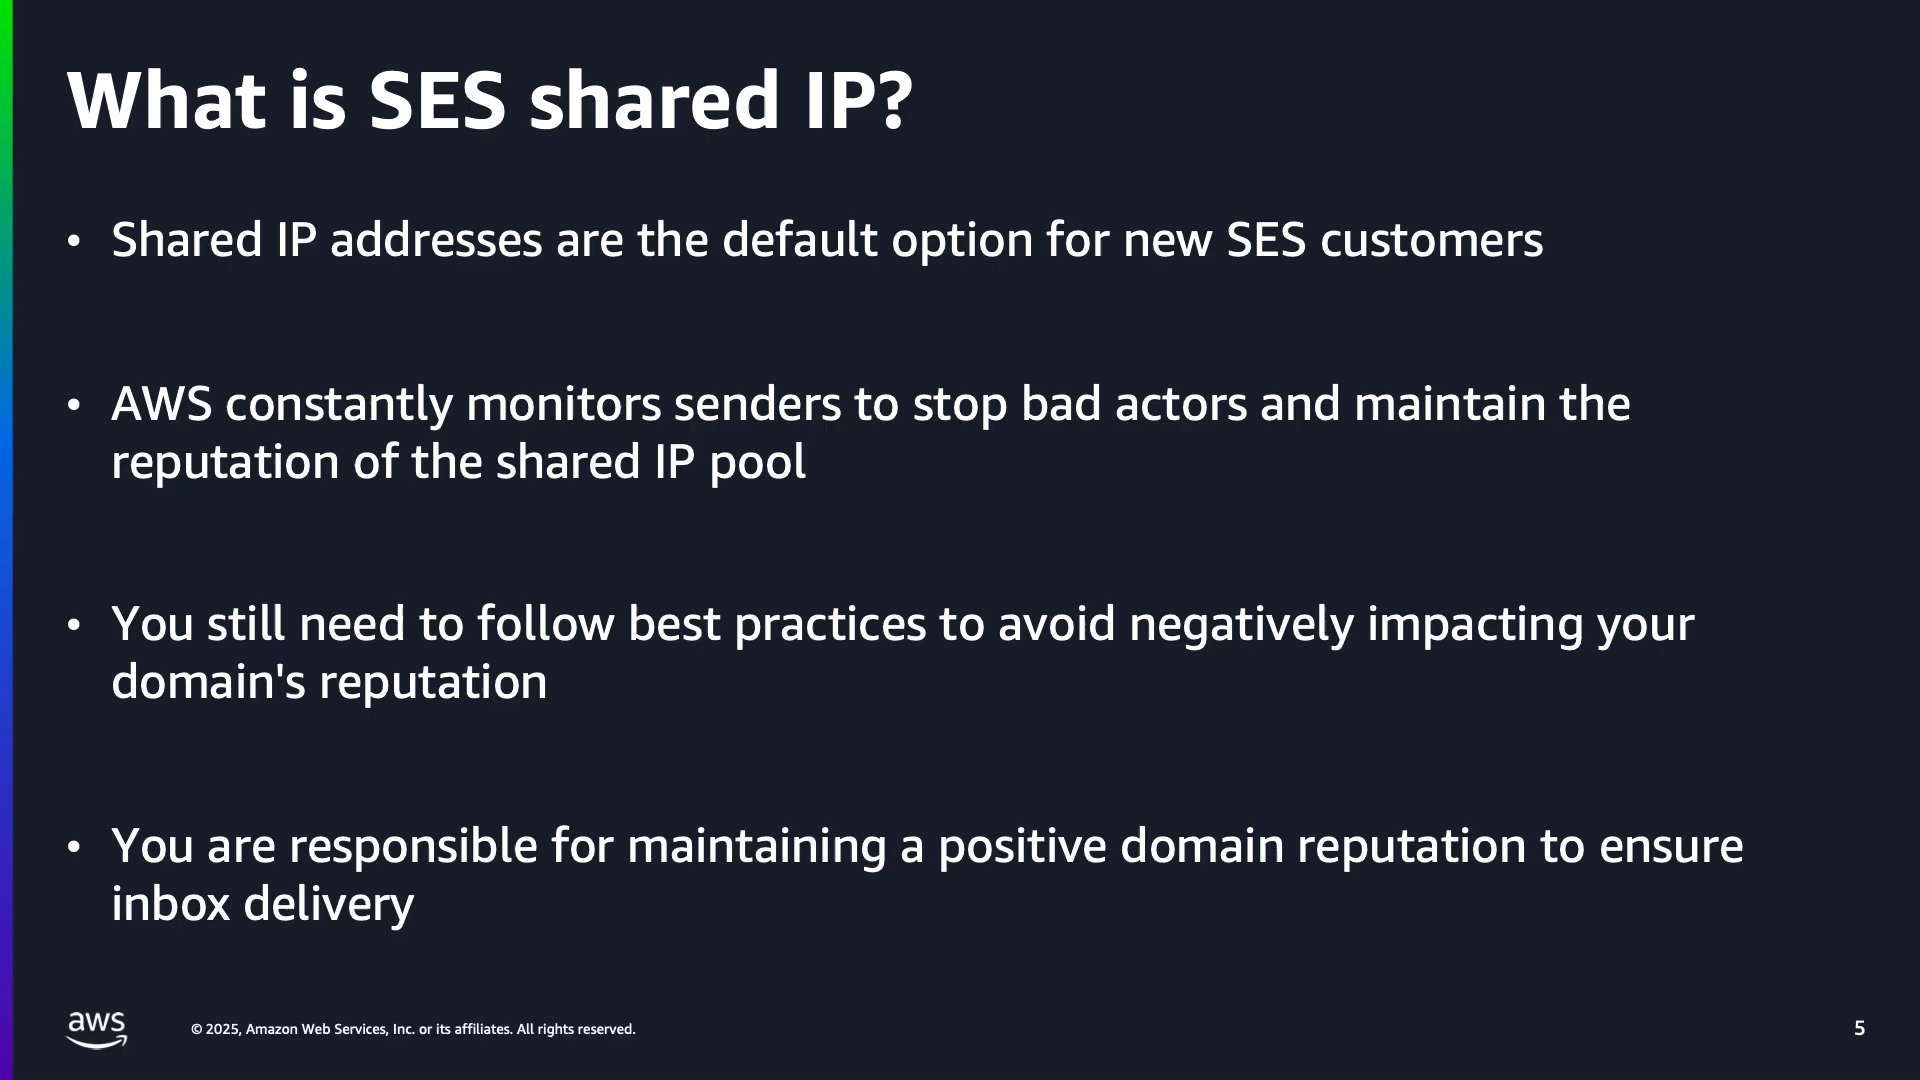 What is SES shared IP?
• Shared IP addresses are the default option for new SES customers
• AWS constantly monitors senders to stop bad actors and maintain the
reputation of the shared IP pool
• You still need to follow best practices to avoid negatively impacting your
domain's reputation
• You are responsible for maintaining a positive domain reputation to ensure
inbox delivery
aws
© 2025, Amazon Web Services, Inc. or its affiliates. All rights reserved.
5